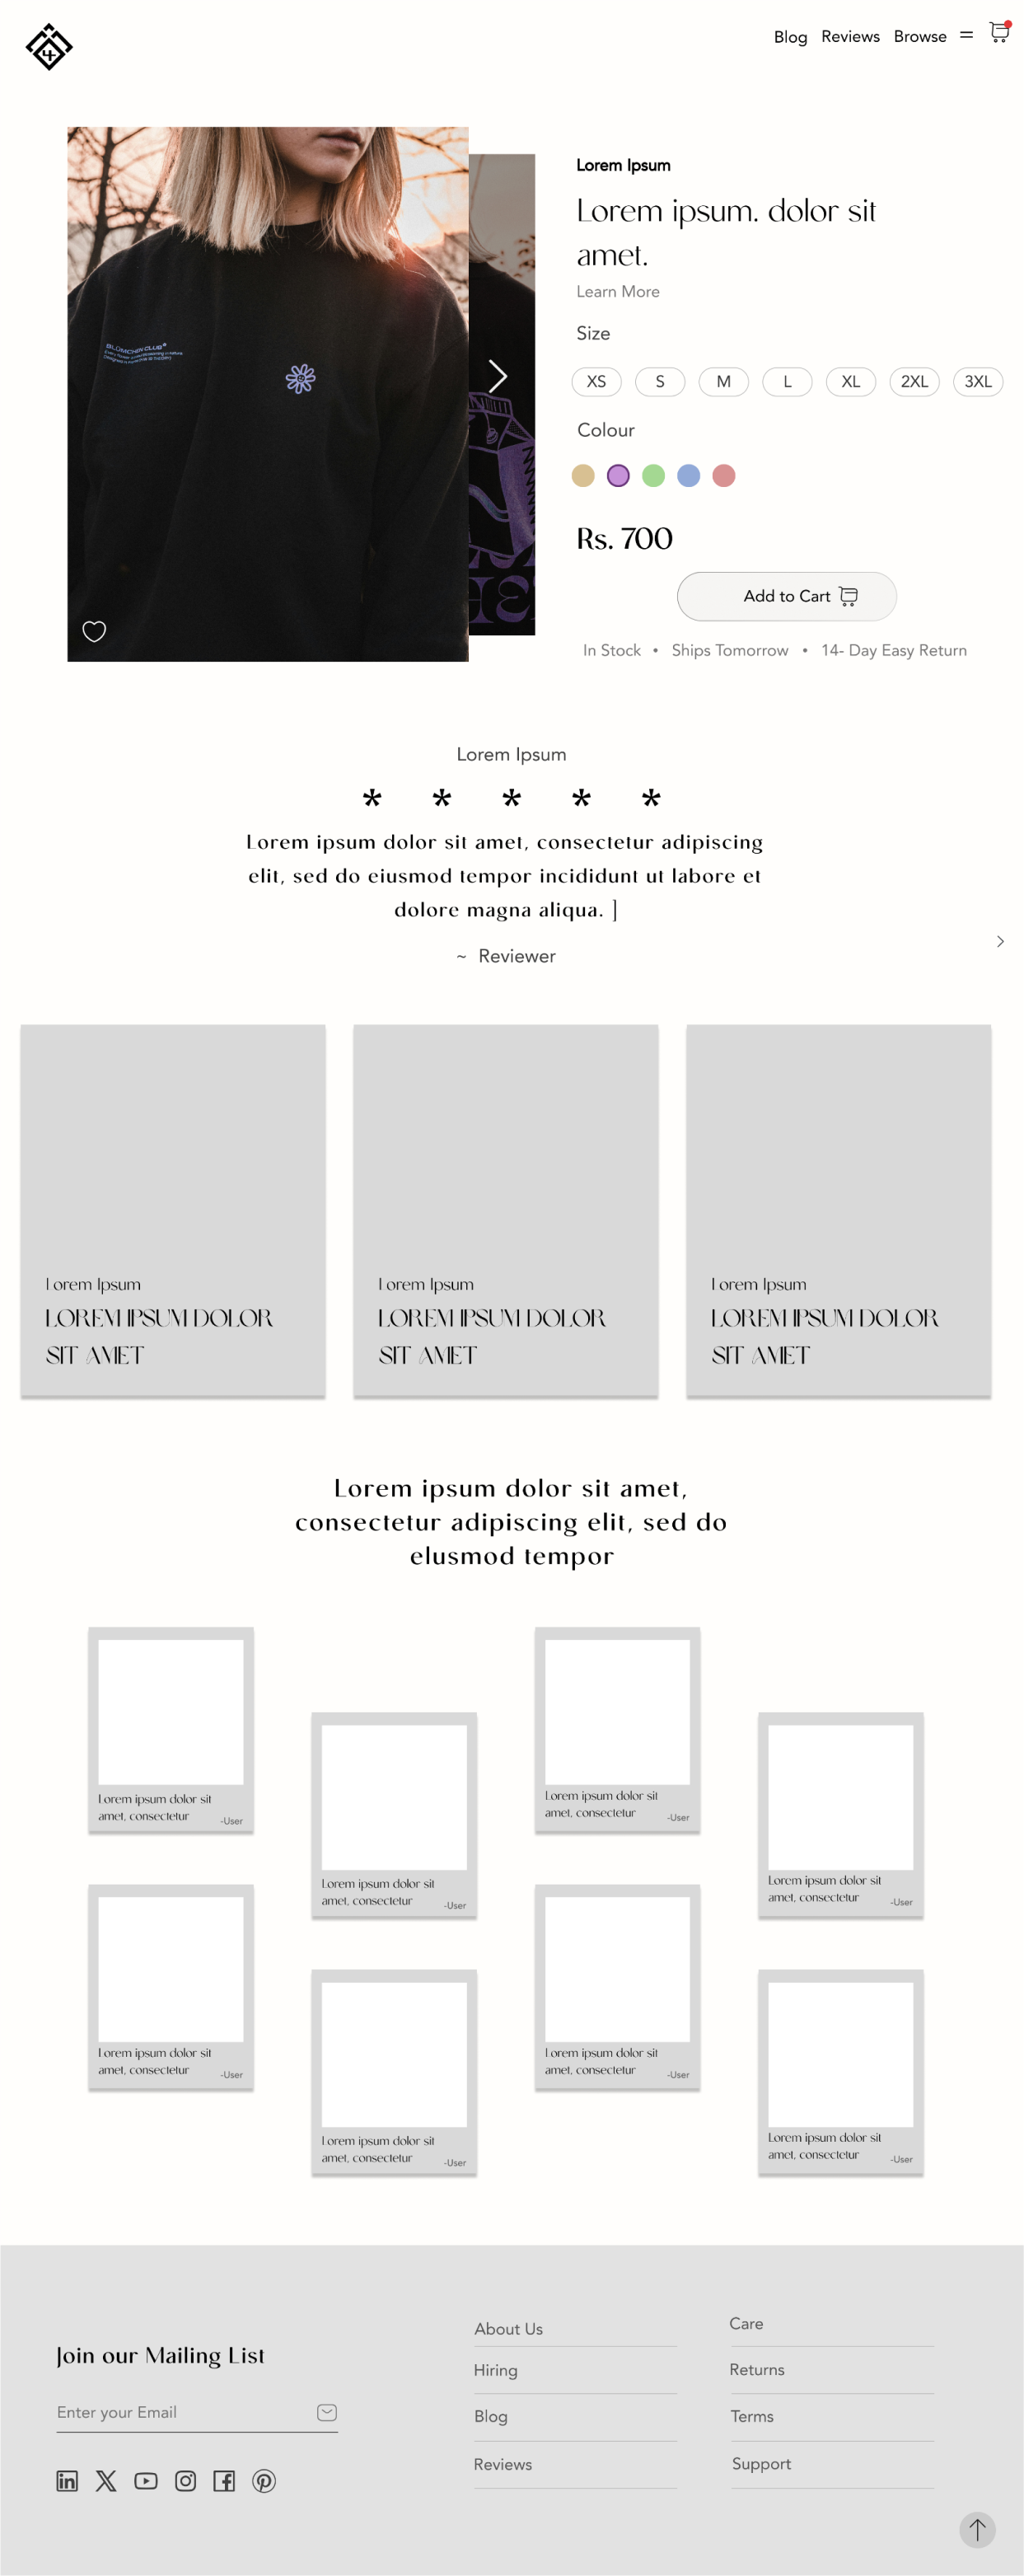 Blog Reviews Browse
Lorem Ipsum
Lorem ipsum. dolor sit
amet.
Learn More
Size
XS S M L XL 2XL 3XL
Colour
Rs. 700
Add to Cart
In Stock • Ships Tomorrow • 14- Day Easy Return
BLÜMCHEN CLUB
Lorem Ipsum
* * * * *
Lorem ipsum dolor sit amet, consectetur adipiscing
elit, sed do eiusmod tempor incididunt ut labore et
dolore magna aliqua. ]
~ Reviewer
Lorem Ipsum
LOREM IPSUM DOLOR
SIT AMET
Lorem Ipsum
LOREM IPSUM DOLOR
SIT AMET
Lorem Ipsum
LOREM IPSUM DOLOR
SIT AMET
Lorem ipsum dolor sit amet,
consectetur adipiscing elit, sed do
eiusmod tempor
Lorem ipsum dolor sit
amet, consectetur
-User
Lorem ipsum dolor sit
amet, consectetur
-User
Lorem ipsum dolor sit
amet, consectetur
-User
Lorem ipsum dolor sit
amet, consectetur
-User
Lorem ipsum dolor sit
amet, consectetur
-User
Lorem ipsum dolor sit
amet, consectetur
-User
Lorem ipsum dolor sit
amet, consectetur
-User
Lorem ipsum dolor sit
amet, consectetur
-User
Join our Mailing List
Enter your Email
About Us
Hiring
Blog
Reviews
Care
Returns
Terms
Support